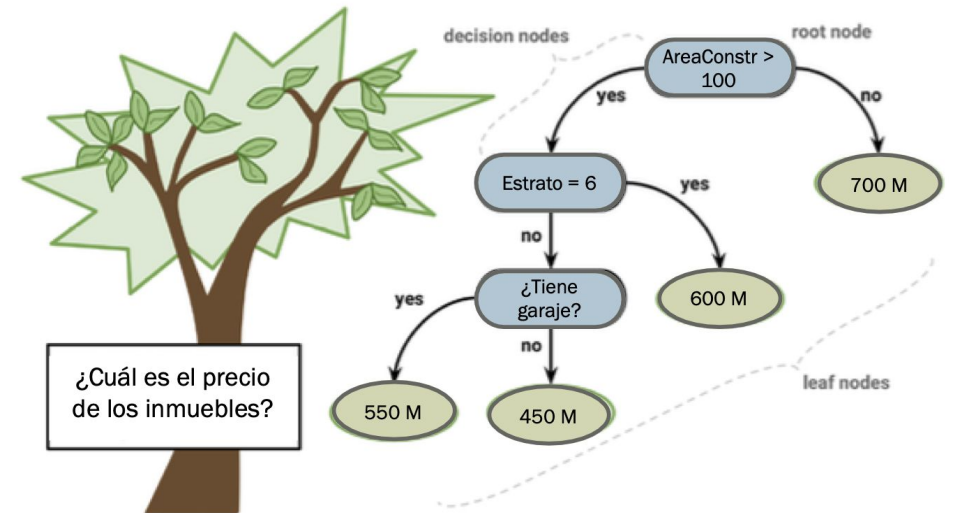 decision nodes
root node
AreaConstr >
100
yes
no
Estrato = 6
yes
700 M
no
¿Tiene
garaje?
600 M
yes
no
¿Cuál es el precio
de los inmuebles?
leaf nodes
550 M
450 M